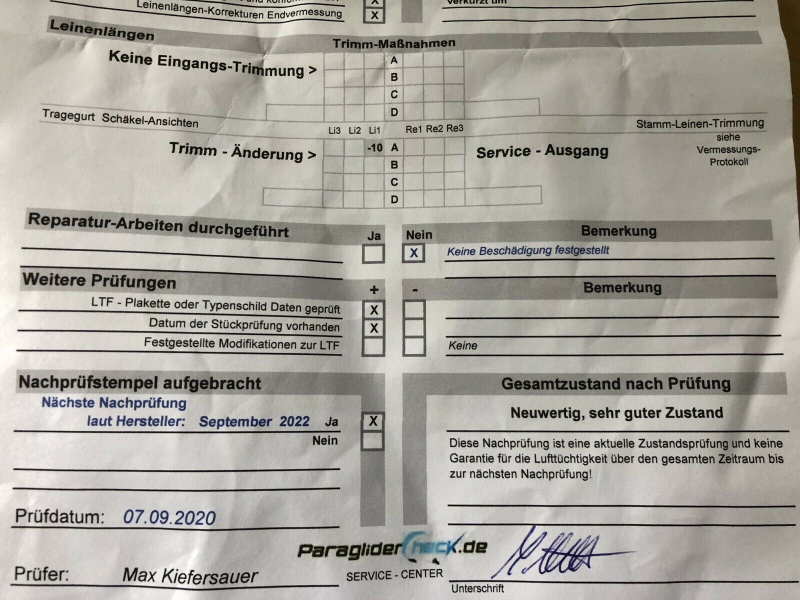 Leinenlängen-Korrekturen Endvermessung X
Leinenlängen
Trimm-Maßnahmen
Keine Eingangs-Trimmung > A
B
C
D
Tragegurt Schäkel-Ansichten
Li3 Li2 Li1 Re1 Re2 Re3
Stamm-Leinen-Trimmung
siehe
Vermessungs-
Protokoll
Trimm - Änderung > -10 A Service - Ausgang
B
C
D
Reparatur-Arbeiten durchgeführt Ja Nein Bemerkung
X Keine Beschädigung festgestellt
Weitere Prüfungen + - Bemerkung
LTF - Plakette oder Typenschild Daten geprüft X
Datum der Stückprüfung vorhanden X
Festgestellte Modifikationen zur LTF Keine
Nachprüfstempel aufgebracht Gesamtzustand nach Prüfung
Nächste Nachprüfung
laut Hersteller: September 2022 Ja X
Nein
Neuwertig, sehr guter Zustand
Diese Nachprüfung ist eine aktuelle Zustandsprüfung und keine
Garantie für die Lufttüchtigkeit über den gesamten Zeitraum bis
zur nächsten Nachprüfung!
Prüfdatum: 07.09.2020
ParagliderCheck.de
SERVICE - CENTER
Prüfer: Max Kiefersauer
Unterschrift